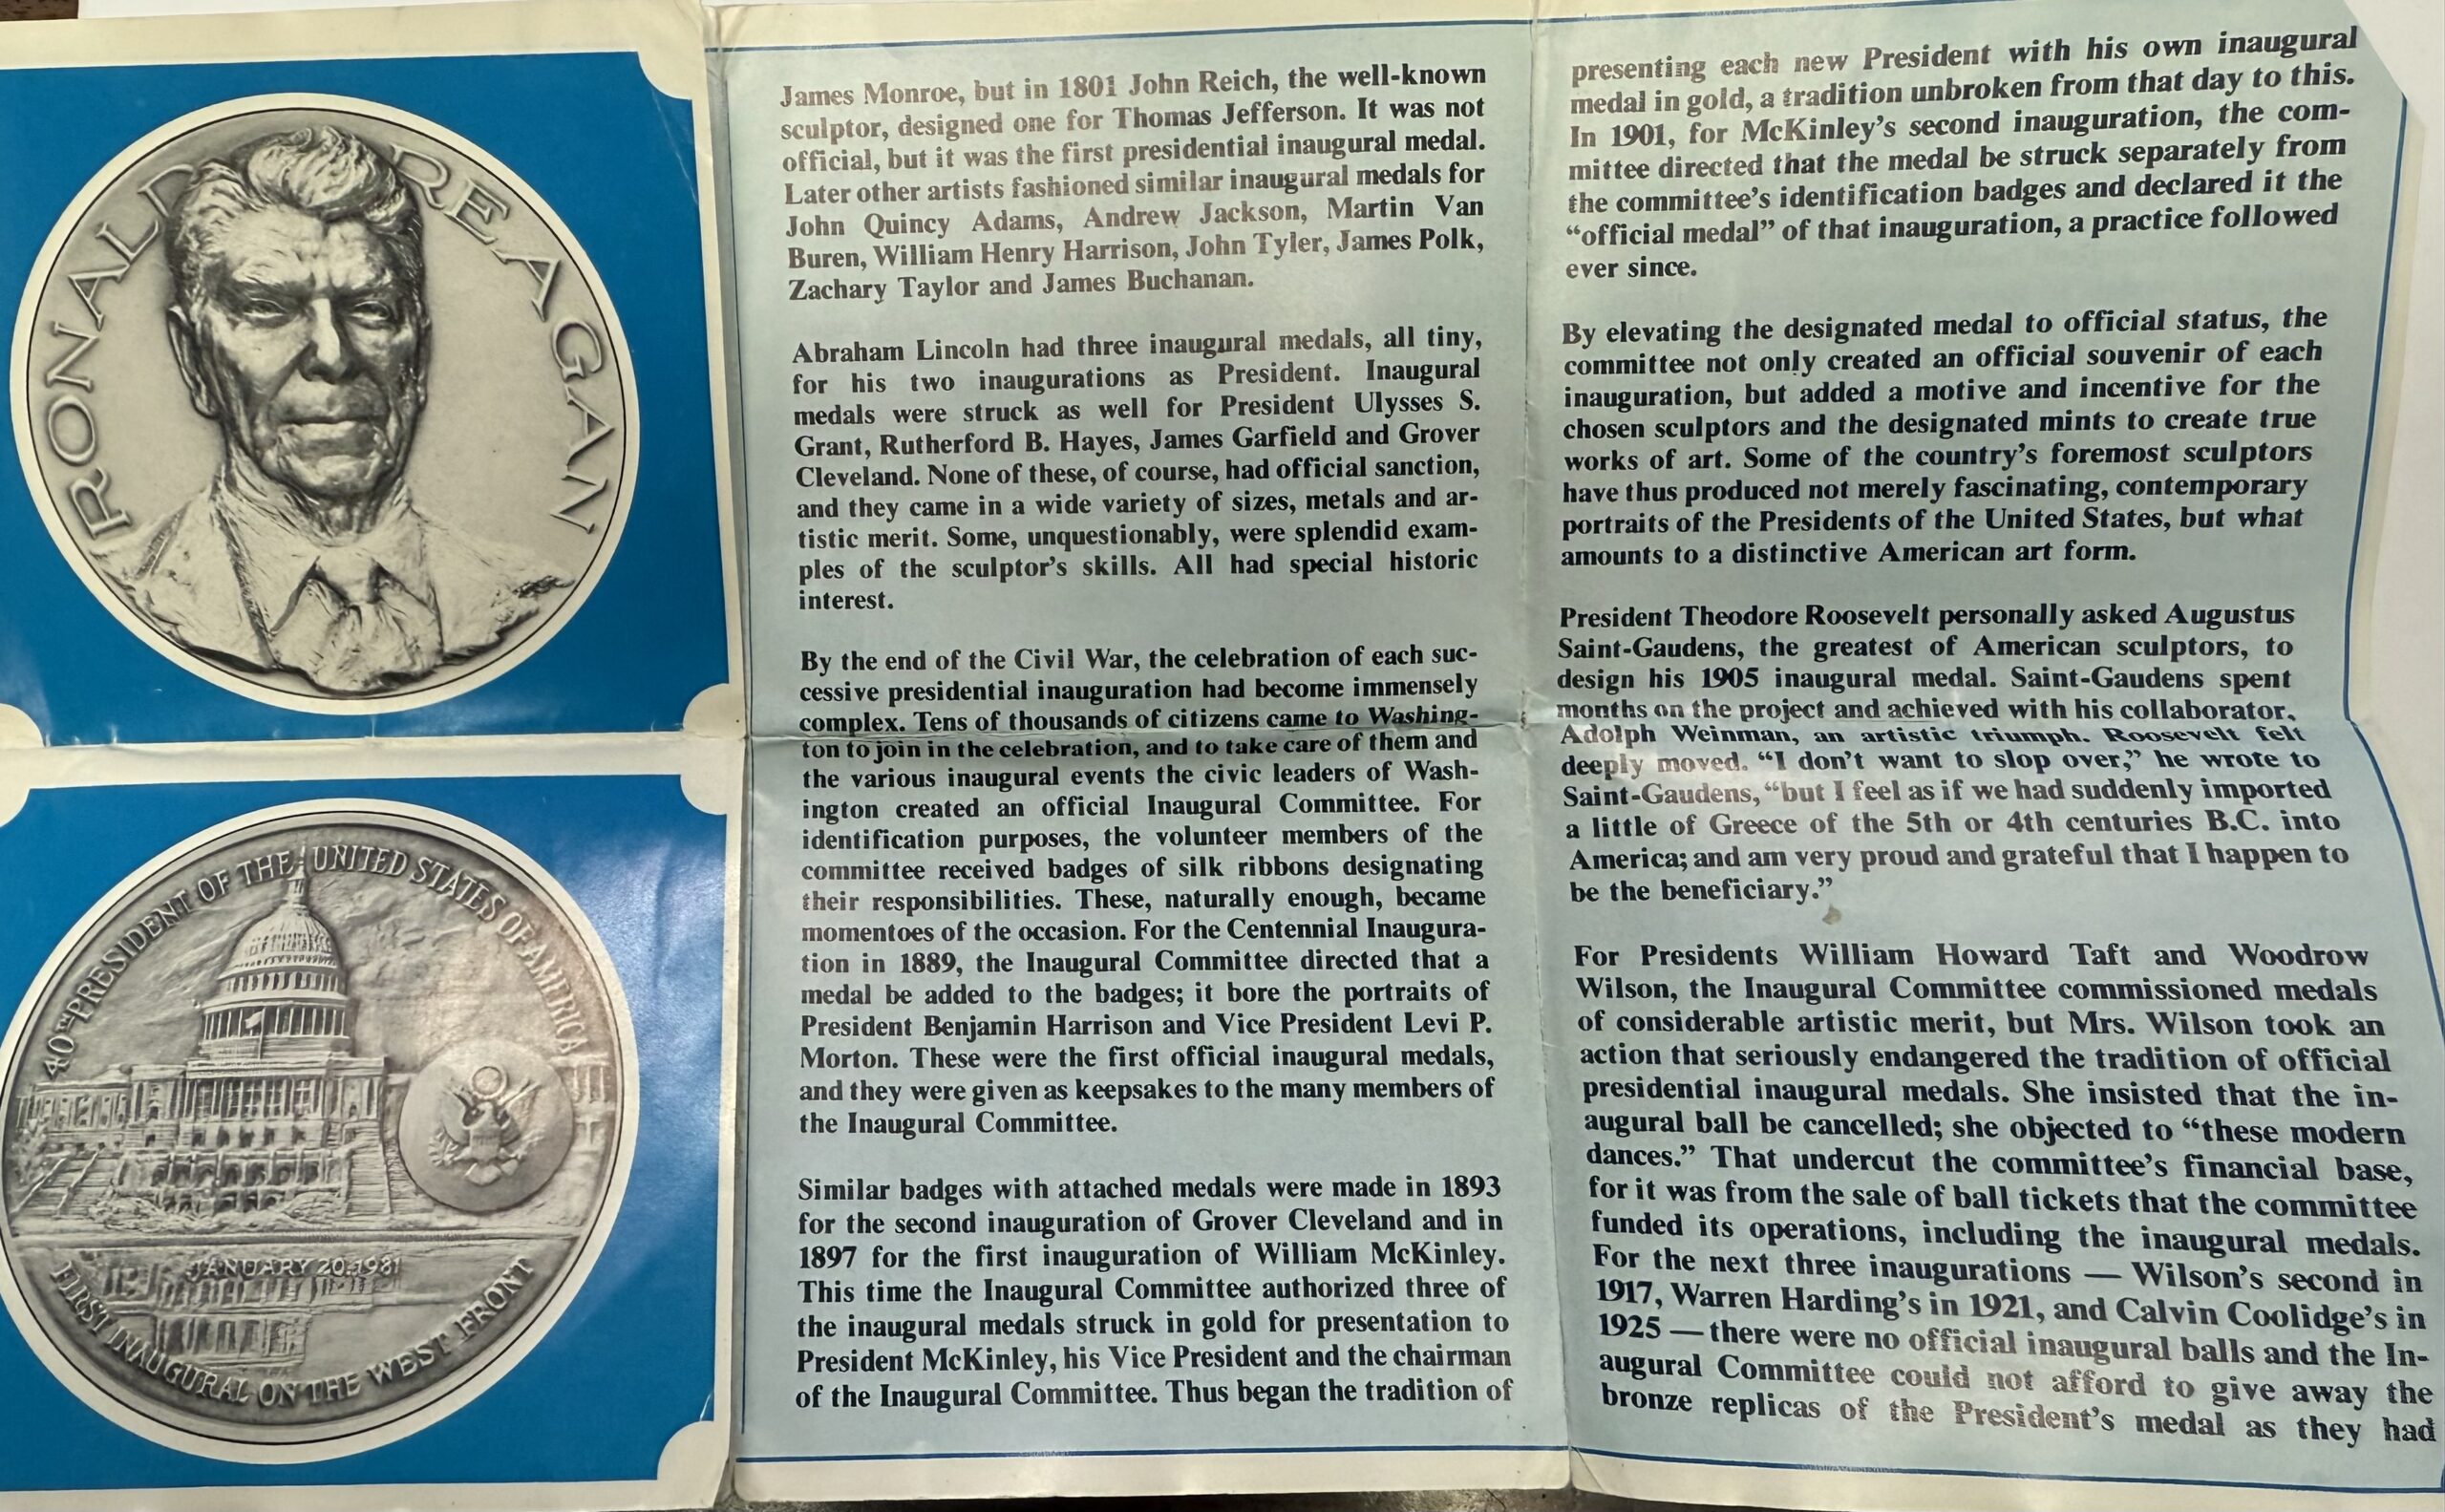 RONALD REAGAN
40TH PRESIDENT OF THE UNITED STATES OF AMERICA
JANUARY 20, 1981
FIRST INAUGURAL ON THE WEST FRONT
James Monroe, but in 1801 John Reich, the well-known
sculptor, designed one for Thomas Jefferson. It was not
official, but it was the first presidential inaugural medal.
Later other artists fashioned similar inaugural medals for
John Quincy Adams, Andrew Jackson, Martin Van
Buren, William Henry Harrison, John Tyler, James Polk,
Zachary Taylor and James Buchanan.
Abraham Lincoln had three inaugural medals, all tiny,
for his two inaugurations as President. Inaugural
medals were struck as well for President Ulysses S.
Grant, Rutherford B. Hayes, James Garfield and Grover
Cleveland. None of these, of course, had official sanction,
and they came in a wide variety of sizes, metals and ar-
tistic merit. Some, unquestionably, were splendid exam-
ples of the sculptor's skills. All had special historic
interest.
By the end of the Civil War, the celebration of each suc-
cessive presidential inauguration had become immensely
complex. Tens of thousands of citizens came to Washing-
ton to join in the celebration, and to take care of them and
the various inaugural events the civic leaders of Wash-
ington created an official Inaugural Committee. For
identification purposes, the volunteer members of the
committee received badges of silk ribbons designating
their responsibilities. These, naturally enough, became
momentoes of the occasion. For the Centennial Inaugura-
tion in 1889, the Inaugural Committee directed that a
medal be added to the badges; it bore the portraits of
President Benjamin Harrison and Vice President Levi P.
Morton. These were the first official inaugural medals,
and they were given as keepsakes to the many members of
the Inaugural Committee.
Similar badges with attached medals were made in 1893
for the second inauguration of Grover Cleveland and in
1897 for the first inauguration of William McKinley.
This time the Inaugural Committee authorized three of
the inaugural medals struck in gold for presentation to
President McKinley, his Vice President and the chairman
of the Inaugural Committee. Thus began the tradition of
presenting each new President with his own inaugural
medal in gold, a tradition unbroken from that day to this.
In 1901, for McKinley's second inauguration, the com-
mittee directed that the medal be struck separately from
the committee's identification badges and declared it the
“official medal” of that inauguration, a practice followed
ever since.
By elevating the designated medal to official status, the
committee not only created an official souvenir of each
inauguration, but added a motive and incentive for the
chosen sculptors and the designated mints to create true
works of art. Some of the country's foremost sculptors
have thus produced not merely fascinating, contemporary
portraits of the Presidents of the United States, but what
amounts to a distinctive American art form.
President Theodore Roosevelt personally asked Augustus
Saint-Gaudens, the greatest of American sculptors, to
design his 1905 inaugural medal. Saint-Gaudens spent
months on the project and achieved with his collaborator,
Adolph Weinman, an artistic triumph. Roosevelt felt
deeply moved. “I don't want to slop over,” he wrote to
Saint-Gaudens, “but I feel as if we had suddenly imported
a little of Greece of the 5th or 4th centuries B.C. into
America; and am very proud and grateful that I happen to
be the beneficiary.”
For Presidents William Howard Taft and Woodrow
Wilson, the Inaugural Committee commissioned medals
of considerable artistic merit, but Mrs. Wilson took an
action that seriously endangered the tradition of official
presidential inaugural medals. She insisted that the in-
augural ball be cancelled; she objected to “these modern
dances.” That undercut the committee's financial base,
for it was from the sale of ball tickets that the committee
funded its operations, including the inaugural medals.
For the next three inaugurations — Wilson's second in
1917, Warren Harding's in 1921, and Calvin Coolidge's in
1925 — there were no official inaugural balls and the In-
augural Committee could not afford to give away the
bronze replicas of the President's medal as they had